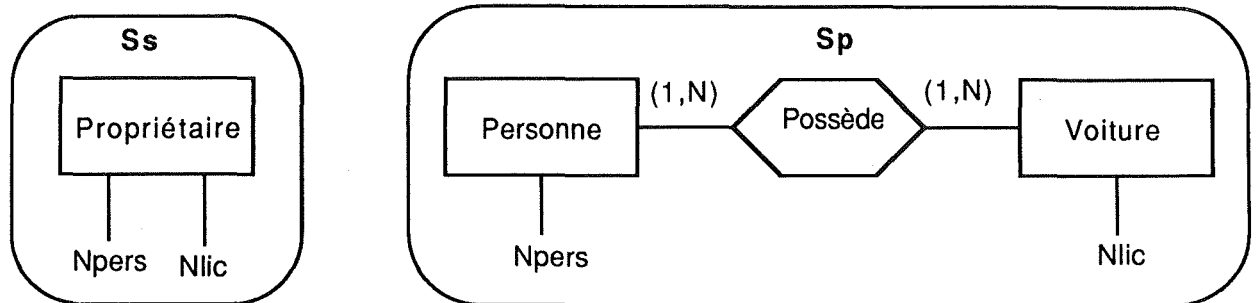 Ss
Propriétaire
Npers
Nlic
Sp
Personne
(1,N)
Possède
(1,N)
Voiture
Npers
Nlic